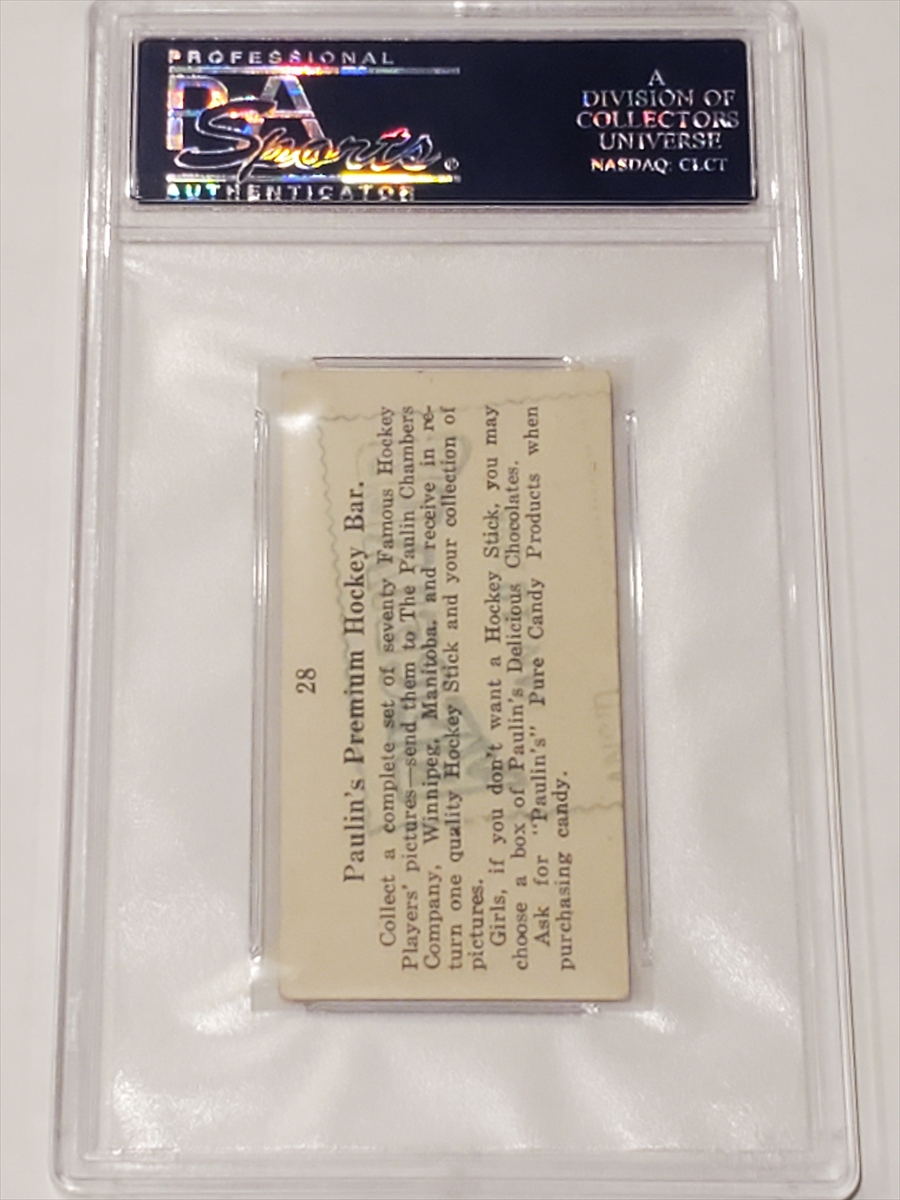 PROFESSIONAL
PSA
Sports®
AUTHENTICATOR
A
DIVISION OF
COLLECTORS
UNIVERSE
NASDAQ: CLCT
28
Paulin's Premium Hockey Bar.
Collect a complete set of seventy Famous Hockey
Players' pictures—send them to The Paulin Chambers
Company, Winnipeg, Manitoba, and receive in re-
turn one quality Hockey Stick and your collection of
pictures.
Girls, if you don't want a Hockey Stick, you may
choose a box of Paulin's Delicious Chocolates.
Ask for "Paulin's" Pure Candy Products when
purchasing candy.